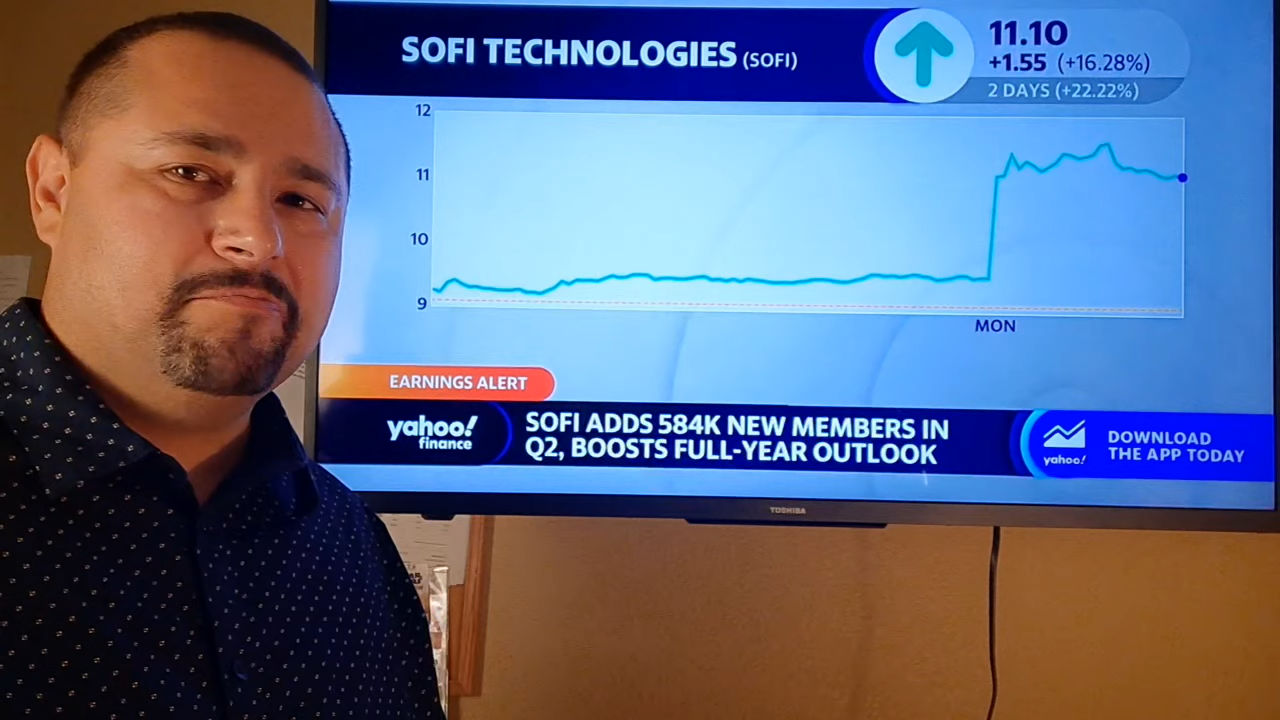 SOFI TECHNOLOGIES (SOFI)
11.10
+1.55 (+16.28%)
2 DAYS (+22.22%)
12
11
10
9
MON
EARNINGS ALERT
yahoo!
finance
SOFI ADDS 584K NEW MEMBERS IN
Q2, BOOSTS FULL-YEAR OUTLOOK
yahoo!
DOWNLOAD
THE APP TODAY
TOSHIBA